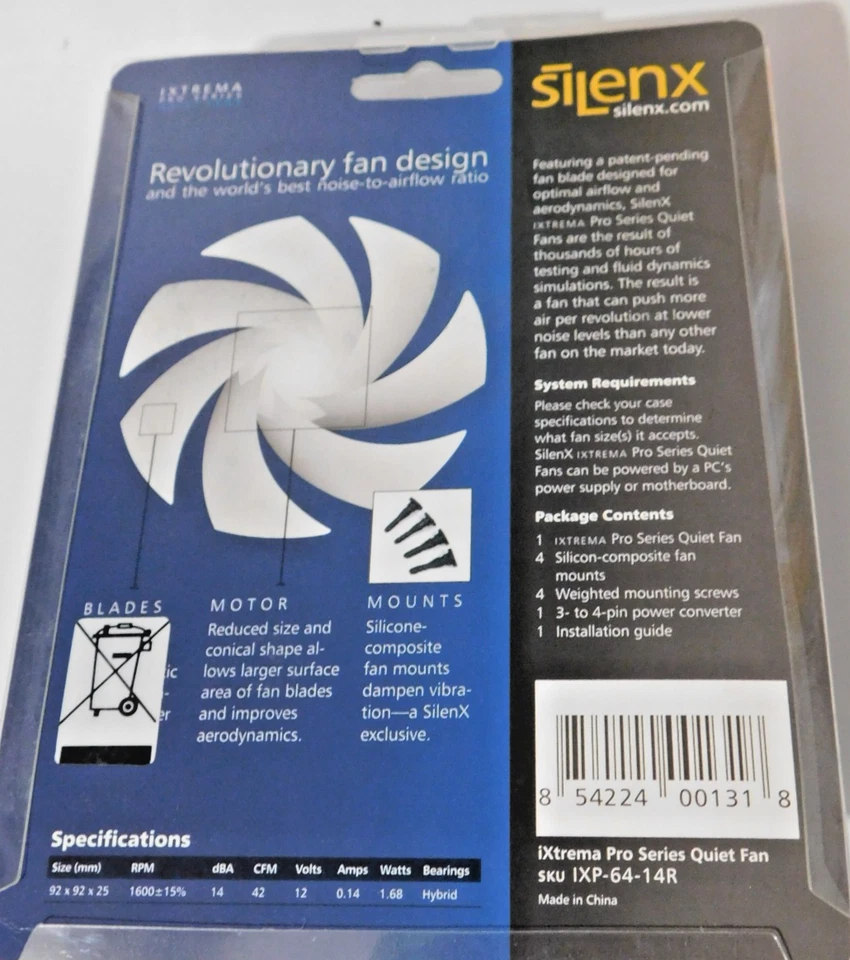 IXTREMA
PRO SERIES
Revolutionary fan design
and the world's best noise-to-airflow ratio
BLADES
ic
-
er
MOTOR
Reduced size and
conical shape al-
lows larger surface
area of fan blades
and improves
aerodynamics.
MOUNTS
Silicone-
composite
fan mounts
dampen vibra-
tion—a SilenX
exclusive.
Specifications
Size (mm) RPM dBA CFM Volts Amps Watts Bearings
92 x 92 x 25 1600±15% 14 42 12 0.14 1.68 Hybrid
sīLenx
silenx.com
Featuring a patent-pending
fan blade designed for
optimal airflow and
aerodynamics, SilenX
IXTREMA Pro Series Quiet
Fans are the result of
thousands of hours of
testing and fluid dynamics
simulations. The result is
a fan that can push more
air per revolution at lower
noise levels than any other
fan on the market today.
System Requirements
Please check your case
specifications to determine
what fan size(s) it accepts.
SilenX IXTREMA Pro Series Quiet
Fans can be powered by a PC's
power supply or motherboard.
Package Contents
1 IXTREMA Pro Series Quiet Fan
4 Silicon-composite fan
mounts
4 Weighted mounting screws
1 3- to 4-pin power converter
1 Installation guide
8 54224 00131 8
iXtrema Pro Series Quiet Fan
SKU IXP-64-14R
Made in China